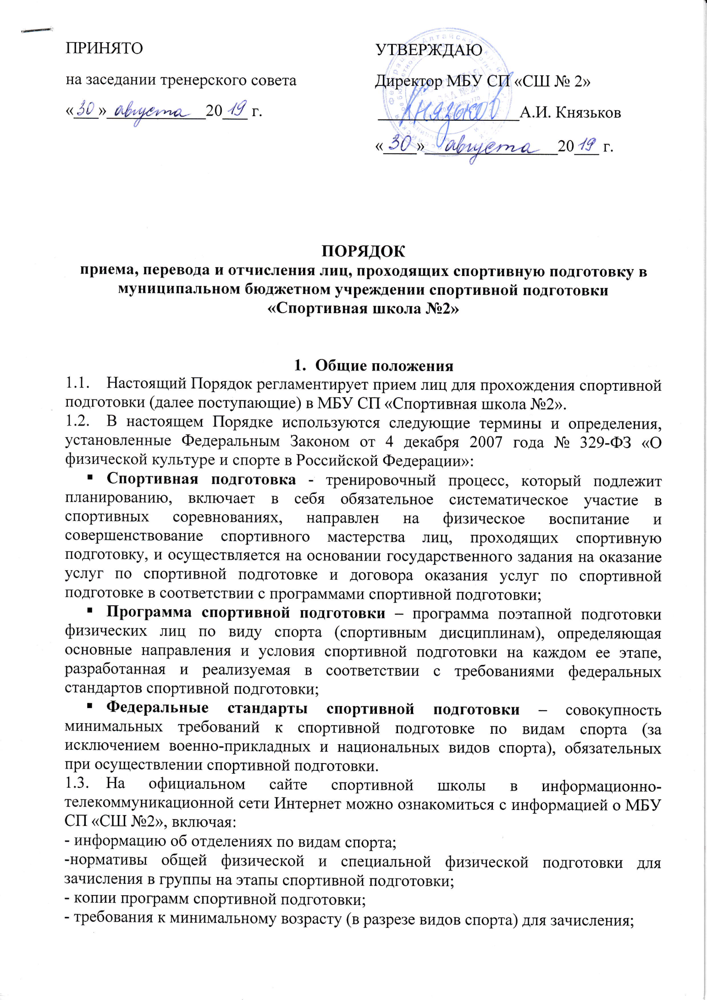 ПРИНЯТО
УТВЕРЖДАЮ
на заседании тренерского совета
Директор МБУ СП «СШ № 2»
«30» августа 2019 г.
Князьков А.И. Князьков
«30» августа 2019 г.
ПОРЯДОК
приема, перевода и отчисления лиц, проходящих спортивную подготовку в
муниципальном бюджетном учреждении спортивной подготовки
«Спортивная школа №2»
1. Общие положения
1.1. Настоящий Порядок регламентирует прием лиц для прохождения спортивной
подготовки (далее поступающие) в МБУ СП «Спортивная школа №2».
1.2. В настоящем Порядке используются следующие термины и определения,
установленные Федеральным Законом от 4 декабря 2007 года № 329-ФЗ «О
физической культуре и спорте в Российской Федерации»:
▪ Спортивная подготовка - тренировочный процесс, который подлежит
планированию, включает в себя обязательное систематическое участие в
спортивных соревнованиях, направлен на физическое воспитание и
совершенствование спортивного мастерства лиц, проходящих спортивную
подготовку, и осуществляется на основании государственного задания на оказание
услуг по спортивной подготовке и договора оказания услуг по спортивной
подготовке в соответствии с программами спортивной подготовки;
▪ Программа спортивной подготовки – программа поэтапной подготовки
физических лиц по виду спорта (спортивным дисциплинам), определяющая
основные направления и условия спортивной подготовки на каждом ее этапе,
разработанная и реализуемая в соответствии с требованиями федеральных
стандартов спортивной подготовки;
▪ Федеральные стандарты спортивной подготовки – совокупность
минимальных требований к спортивной подготовке по видам спорта (за
исключением военно-прикладных и национальных видов спорта), обязательных
при осуществлении спортивной подготовки.
1.3. На официальном сайте спортивной школы в информационно-
телекоммуникационной сети Интернет можно ознакомиться с информацией о МБУ
СП «СШ №2», включая:
- информацию об отделениях по видам спорта;
-нормативы общей физической и специальной физической подготовки для
зачисления в группы на этапы спортивной подготовки;
- копии программ спортивной подготовки;
- требования к минимальному возрасту (в разрезе видов спорта) для зачисления;